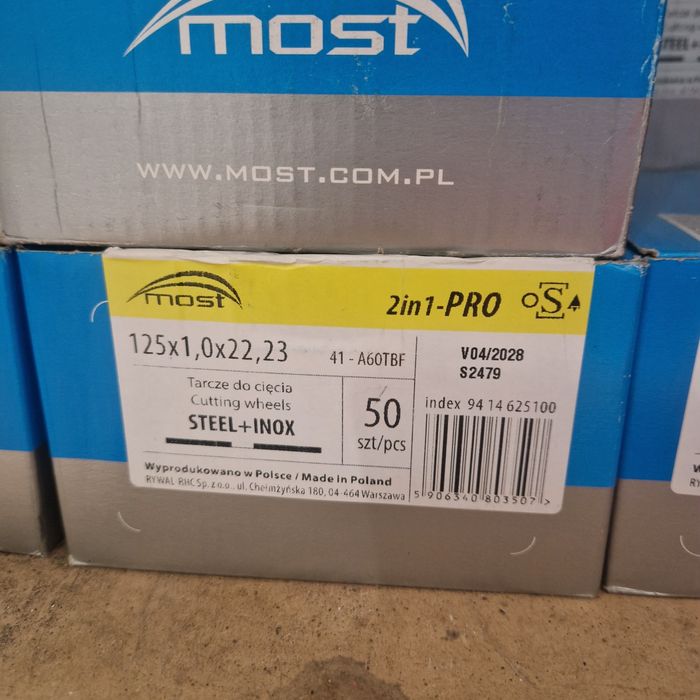 most
WWW.MOST.COM.PL
most
2in1-PRO
125x1,0x22,23
41 - A60TBF
V04/2028
S2479
Tarcze do cięcia
Cutting wheels
STEEL+INOX
50
szt/pcs
index 94 14 625100
Wyprodukowano w Polsce / Made in Poland
RYWAL-RHC Sp. z o.o., ul. Chełmżyńska 180, 04-464 Warszawa
5 906340 803507 >